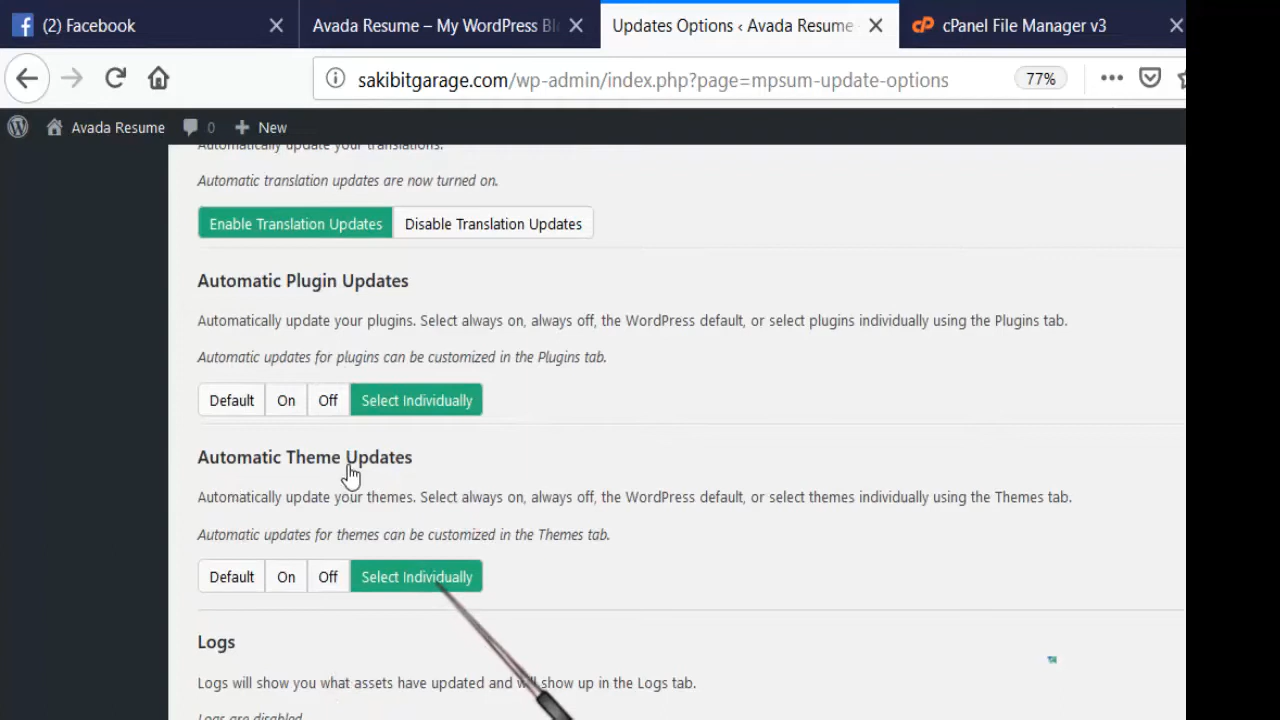 (2) Facebook
Avada Resume – My WordPress Bl
Updates Options ‹ Avada Resume
cPanel File Manager v3
sakibitgarage.com/wp-admin/index.php?page=mpsum-update-options
77%
Avada Resume
0
New
Automatically update your translations.
Automatic translation updates are now turned on.
Enable Translation Updates
Disable Translation Updates
Automatic Plugin Updates
Automatically update your plugins. Select always on, always off, the WordPress default, or select plugins individually using the Plugins tab.
Automatic updates for plugins can be customized in the Plugins tab.
Default On Off Select Individually
Automatic Theme Updates
Automatically update your themes. Select always on, always off, the WordPress default, or select themes individually using the Themes tab.
Automatic updates for themes can be customized in the Themes tab.
Default On Off Select Individually
Logs
Logs will show you what assets have updated and will show up in the Logs tab.
Logs are disabled